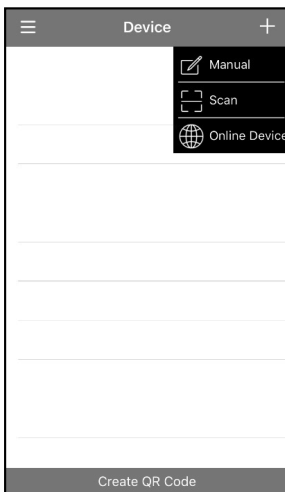 Device
Manual
Scan
Online Device
Create QR Code